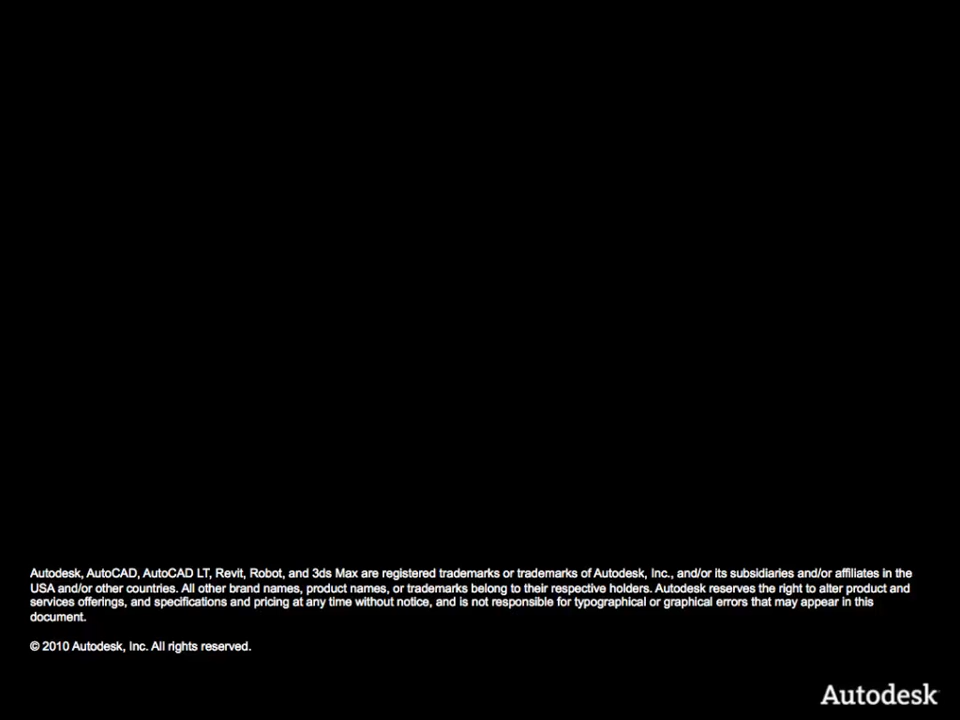 Autodesk, AutoCAD, AutoCAD LT, Revit, Robot, and 3ds Max are registered trademarks or trademarks of Autodesk, Inc., and/or its subsidiaries and/or affiliates in the
USA and/or other countries. All other brand names, product names, or trademarks belong to their respective holders. Autodesk reserves the right to alter product and
services offerings, and specifications and pricing at any time without notice, and is not responsible for typographical or graphical errors that may appear in this
document.
© 2010 Autodesk, Inc. All rights reserved.
Autodesk